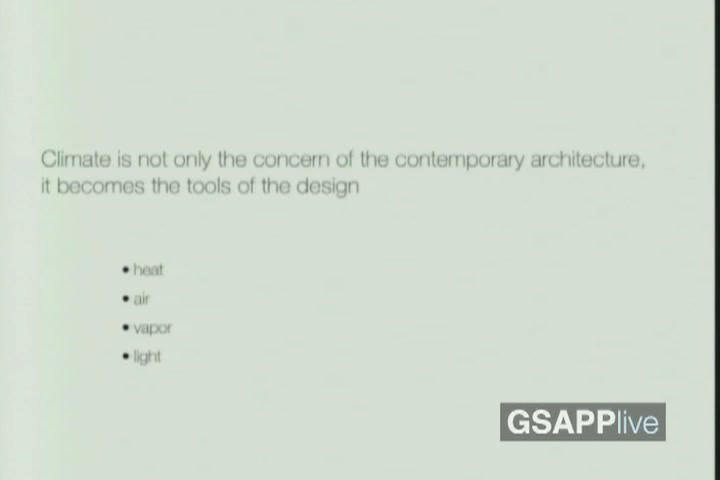 Climate is not only the concern of the contemporary architecture,
it becomes the tools of the design
• heat
• air
• vapor
• light
GSAPPlive